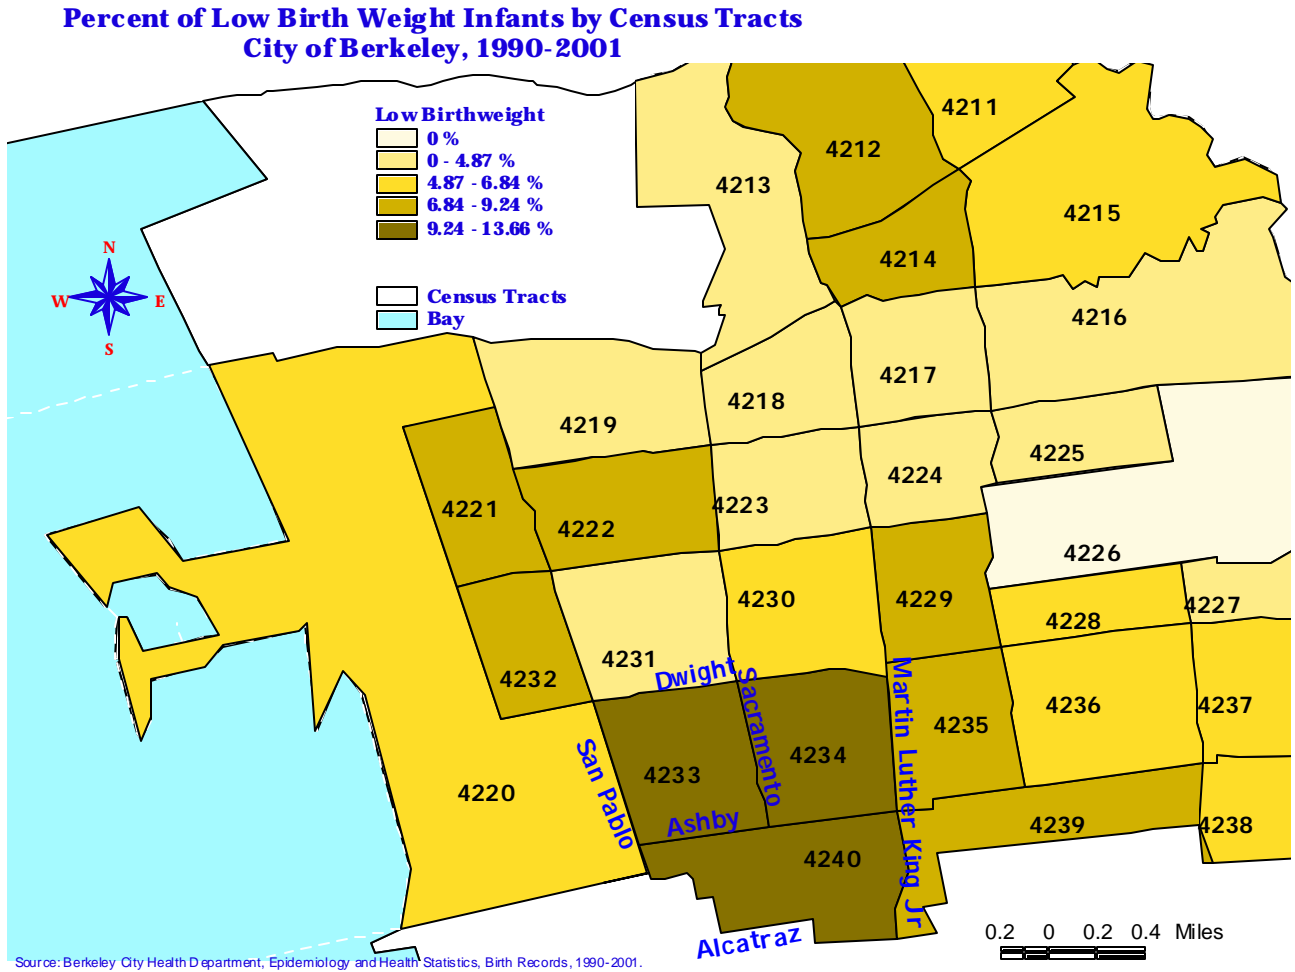 Percent of Low Birth Weight Infants by Census Tracts
City of Berkeley, 1990-2001
Low Birthweight
0 %
0 - 4.87 %
4.87 - 6.84 %
6.84 - 9.24 %
9.24 - 13.66 %
Census Tracts
Bay
N
W
E
S
4211
4212
4213
4215
4214
4216
4217
4218
4219
4225
4224
4221
4223
4222
4226
4230
4229
4227
4228
4231
4232
Dwight
Sacramento
Martin Luther King Jr
4236
4237
4235
4234
4233
San Pablo
4220
Ashby
4239
4238
4240
Alcatraz
0.2 0 0.2 0.4 Miles
Source: Berkeley City Health Department, Epidemiology and Health Statistics, Birth Records, 1990-2001.